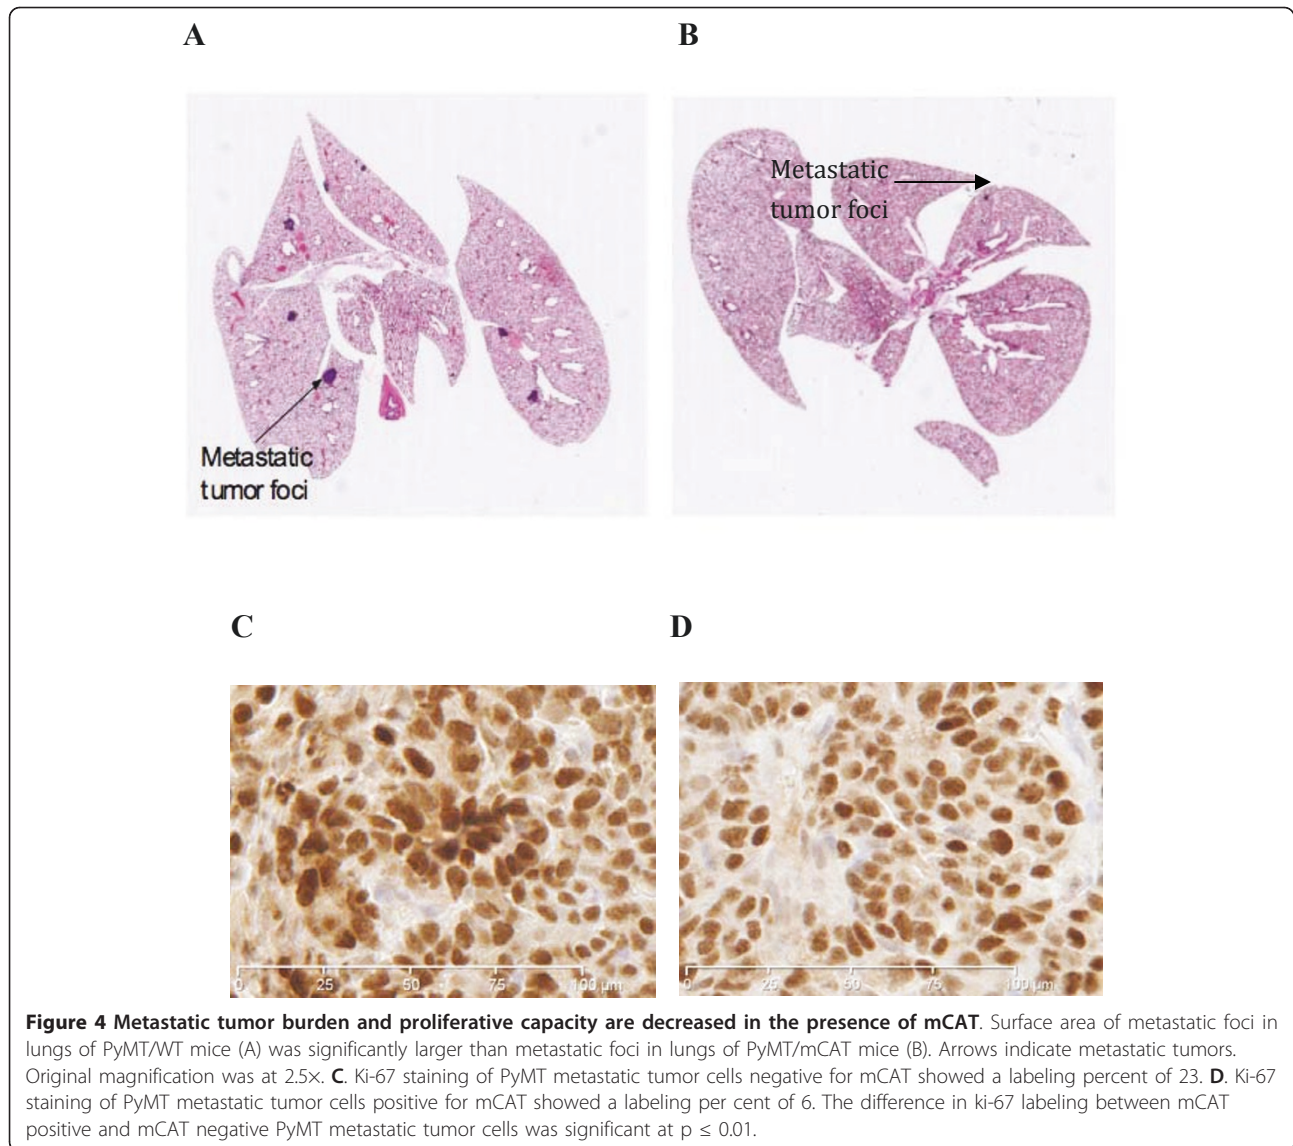 A
B
Metastatic
tumor foci
Metastatic
tumor foci
C
D
0 25 50 75 100 µm
0 25 50 75 100 µm
Figure 4 Metastatic tumor burden and proliferative capacity are decreased in the presence of mCAT. Surface area of metastatic foci in
lungs of PyMT/WT mice (A) was significantly larger than metastatic foci in lungs of PyMT/mCAT mice (B). Arrows indicate metastatic tumors.
Original magnification was at 2.5×. C. Ki-67 staining of PyMT metastatic tumor cells negative for mCAT showed a labeling percent of 23. D. Ki-67
staining of PyMT metastatic tumor cells positive for mCAT showed a labeling per cent of 6. The difference in ki-67 labeling between mCAT
positive and mCAT negative PyMT metastatic tumor cells was significant at p ≤ 0.01.